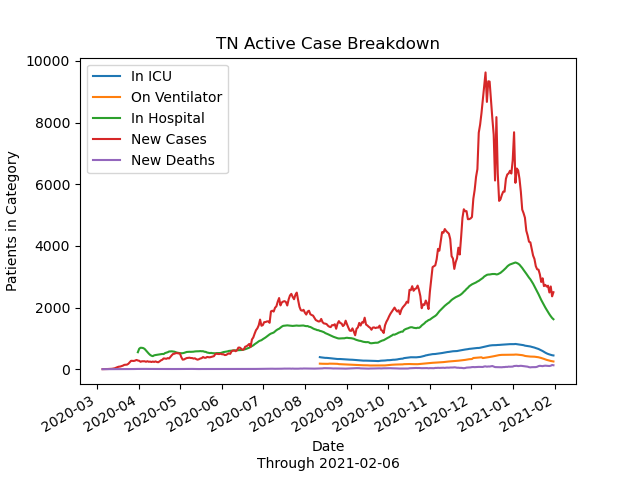 TN Active Case Breakdown
In ICU
On Ventilator
In Hospital
New Cases
New Deaths
Patients in Category
10000
8000
6000
4000
2000
0
2020-03
2020-04
2020-05
2020-06
2020-07
2020-08
2020-09
2020-10
2020-11
2020-12
2021-01
2021-02
Date
Through 2021-02-06